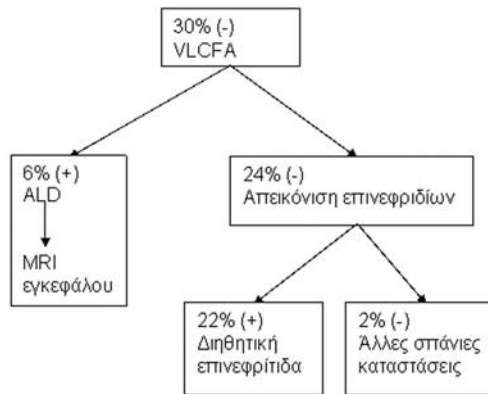 30% (-)
VLCFA
6% (+)
ALD
MRI
εγκεφάλου
24% (-)
Απεικόνιση επινεφριδίων
22% (+)
Διηθητική
επινεφρίτιδα
2% (-)
Άλλες σπάνιες
καταστάσεις